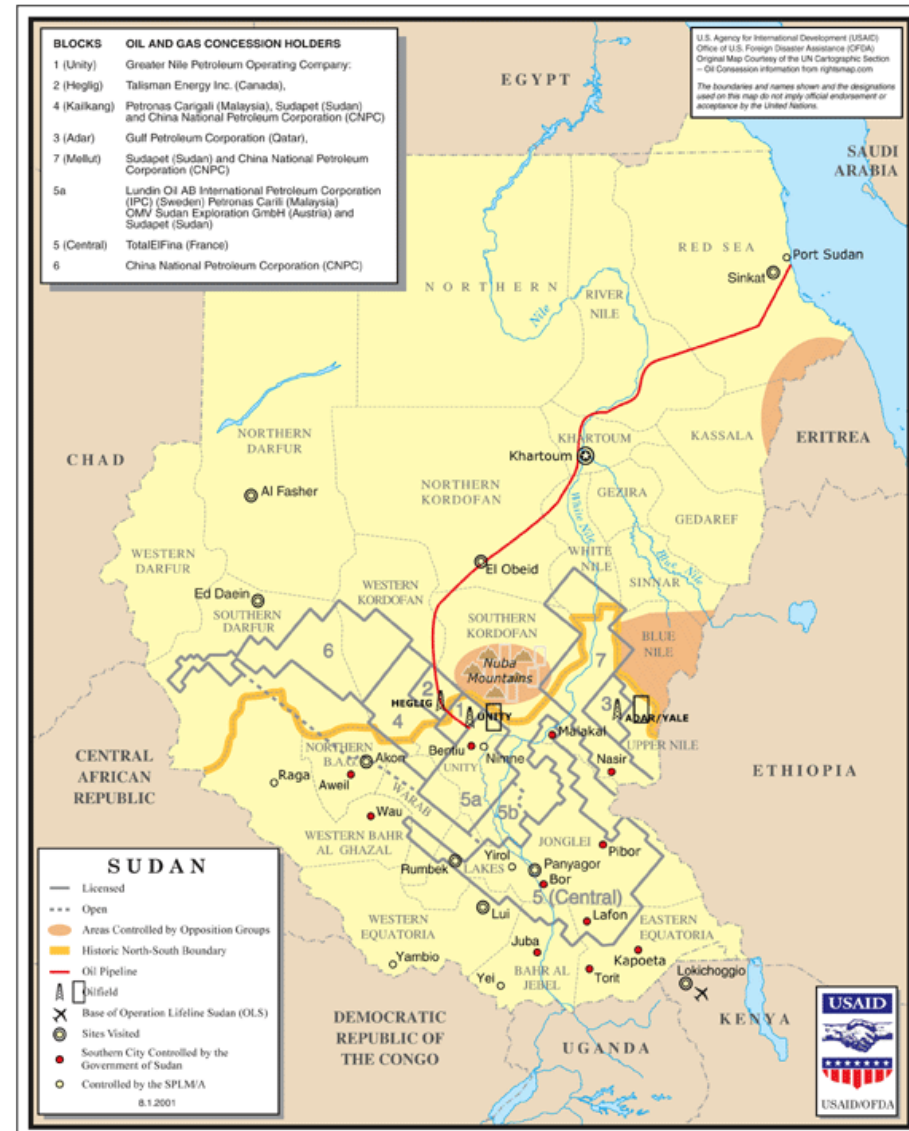 BLOCKS OIL AND GAS CONCESSION HOLDERS
1 (Unity) Greater Nile Petroleum Operating Company:
2 (Heglig) Talisman Energy Inc. (Canada),
4 (Kailkang) Petronas Carigali (Malaysia), Sudapet (Sudan)
and China National Petroleum Corporation (CNPC)
3 (Adar) Gulf Petroleum Corporation (Qatar),
7 (Mellut) Sudapet (Sudan) and China National Petroleum
Corporation (CNPC)
5a Lundin Oil AB International Petroleum Corporation
(IPC) (Sweden) Petronas Carili (Malaysia)
OMV Sudan Exploration GmbH (Austria) and
Sudapet (Sudan)
5 (Central) TotalElFina (France)
6 China National Petroleum Corporation (CNPC)
U.S. Agency for International Development (USAID)
Office of U.S. Foreign Disaster Assistance (OFDA)
Original Map Courtesy of the UN Cartographic Section
-- Oil Consession information from rightsmap.com
The boundaries and names shown and the designations
used on this map do not imply official endorsement or
acceptance by the United Nations.
EGYPT
SAUDI
ARABIA
RED SEA
Port Sudan
Sinkat
NORTHERN
RIVER
NILE
Nile
NORTHERN
DARFUR
CHAD
KHARTOUM
KASSALA
ERITREA
Khartoum
Al Fasher
NORTHERN
KORDOFAN
GEZIRA
White Nile
GEDAREF
WHITE
NILE
Blue Nile
WESTERN
DARFUR
El Obeid
SINNAR
Ed Daein
WESTERN
KORDOFAN
SOUTHERN
DARFUR
SOUTHERN
KORDOFAN
BLUE
NILE
6
7
Nuba
Mountains
2
HEGLIG
1
UNITY
3
ADAR/YALE
4
Malakal
UPPER NILE
NORTHERN
B.A.G.
Akon
Bentiu
Nimne
UNITY
Nasir
CENTRAL
AFRICAN
REPUBLIC
Raga
Aweil
ETHIOPIA
WARAB
5a
5b
Wau
WESTERN BAHR
AL GHAZAL
JONGLEI
Pibor
Rumbek
LAKES
Yirol
Panyagor
Bor
5 (Central)
Lui
Lafon
WESTERN
EQUATORIA
EASTERN
EQUATORIA
Juba
Kapoeta
Yambio
BAHR AL
JEBEL
Torit
Lokichoggio
Yei
DEMOCRATIC
REPUBLIC OF
THE CONGO
UGANDA
KENYA
SUDAN
Licensed
Open
Areas Controlled by Opposition Groups
Historic North-South Boundary
Oil Pipeline
Oilfield
Base of Operation Lifeline Sudan (OLS)
Sites Visited
Southern City Controlled by the
Government of Sudan
Controlled by the SPLM/A
8.1.2001
USAID
USAID/OFDA